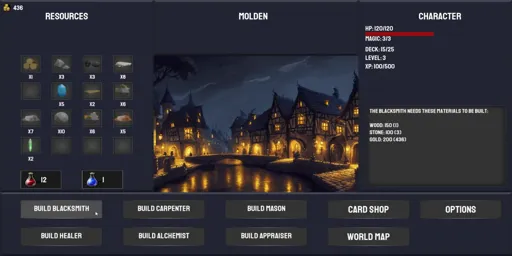 436
RESOURCES
MOLDEN
CHARACTER
HP: 120/120
MAGIC: 3/3
DECK: 15/25
LEVEL: 3
XP: 100/500
X1 X3 X3 X8
X5 X2 X6
X7 X10 X6 X5
X2
12 1
THE BLACKSMITH NEEDS THESE MATERIALS TO BE BUILT:
WOOD: 150 (1)
STONE: 100 (3)
GOLD: 200 (436)
BUILD BLACKSMITH
BUILD CARPENTER
BUILD MASON
CARD SHOP
OPTIONS
BUILD HEALER
BUILD ALCHEMIST
BUILD APPRAISER
WORLD MAP